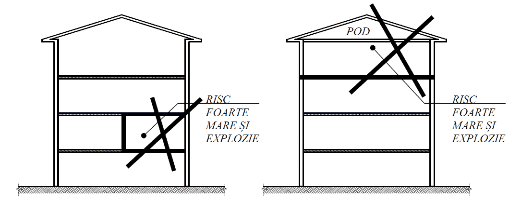 RISC
FOARTE
MARE ȘI
EXPLOZIE
POD
RISC
FOARTE
MARE ȘI
EXPLOZIE